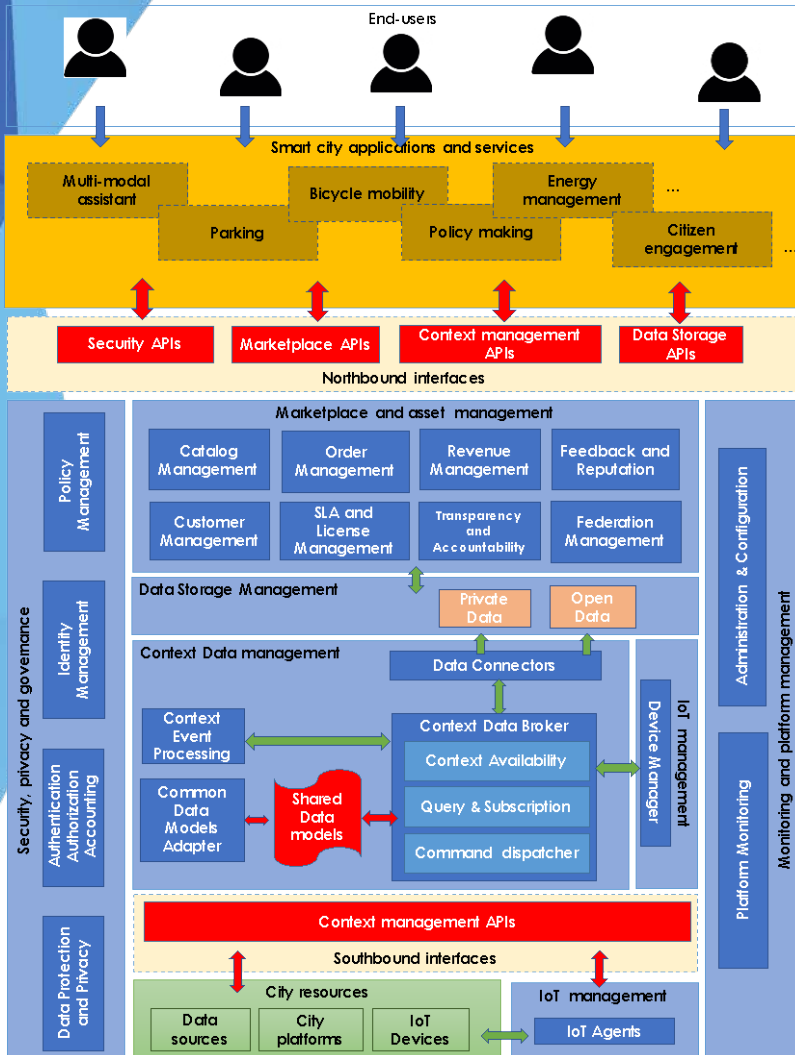 End-users
Smart city applications and services
Multi-modal
assistant
Parking
Bicycle mobility
Policy making
Energy
management
...
Citizen
engagement
...
Security APIs
Marketplace APIs
Context management
APIs
Data Storage
APIs
Northbound interfaces
Security, privacy and governance
Policy
Management
Identity
Management
Authentication
Authorization
Accounting
Data Protection
and Privacy
Marketplace and asset management
Catalog
Management
Order
Management
Revenue
Management
Feedback and
Reputation
Customer
Management
SLA and
License
Management
Transparency and
Accountability
Federation
Management
Data Storage Management
Private
Data
Open
Data
Context Data management
Data Connectors
Context
Event
Processing
Common
Data
Models
Adapter
Shared
Data
models
Context Data Broker
Context Availability
Query & Subscription
Command dispatcher
Device Manager
IoT management
Administration & Configuration
Platform Monitoring
Monitoring and platform management
Context management APIs
Southbound interfaces
City resources
Data
sources
City
platforms
IoT
Devices
IoT management
IoT Agents